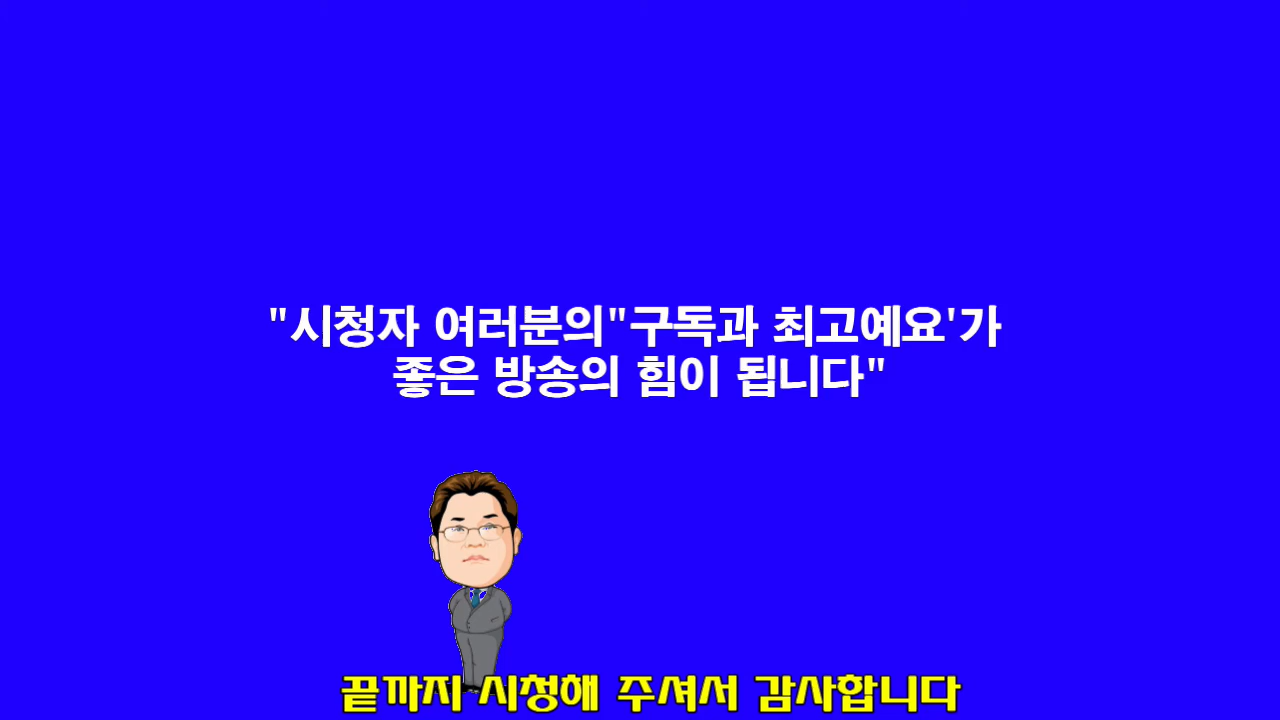 "시청자 여러분의"구독과 최고예요'가
좋은 방송의 힘이 됩니다"
끝까지 시청해 주셔서 감사합니다